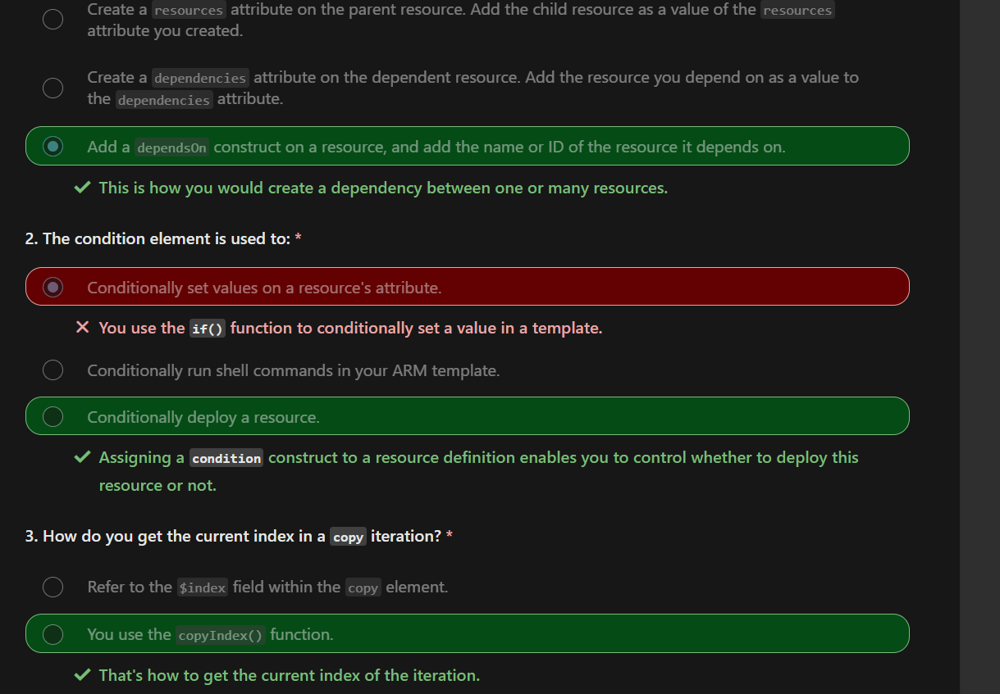 Create a resources attribute on the parent resource. Add the child resource as a value of the resources
attribute you created.
Create a dependencies attribute on the dependent resource. Add the resource you depend on as a value to
the dependencies attribute.
Add a dependsOn construct on a resource, and add the name or ID of the resource it depends on.
This is how you would create a dependency between one or many resources.
2. The condition element is used to: *
Conditionally set values on a resource's attribute.
You use the if() function to conditionally set a value in a template.
Conditionally run shell commands in your ARM template.
Conditionally deploy a resource.
Assigning a condition construct to a resource definition enables you to control whether to deploy this
resource or not.
3. How do you get the current index in a copy iteration? *
Refer to the $index field within the copy element.
You use the copyIndex() function.
That's how to get the current index of the iteration.